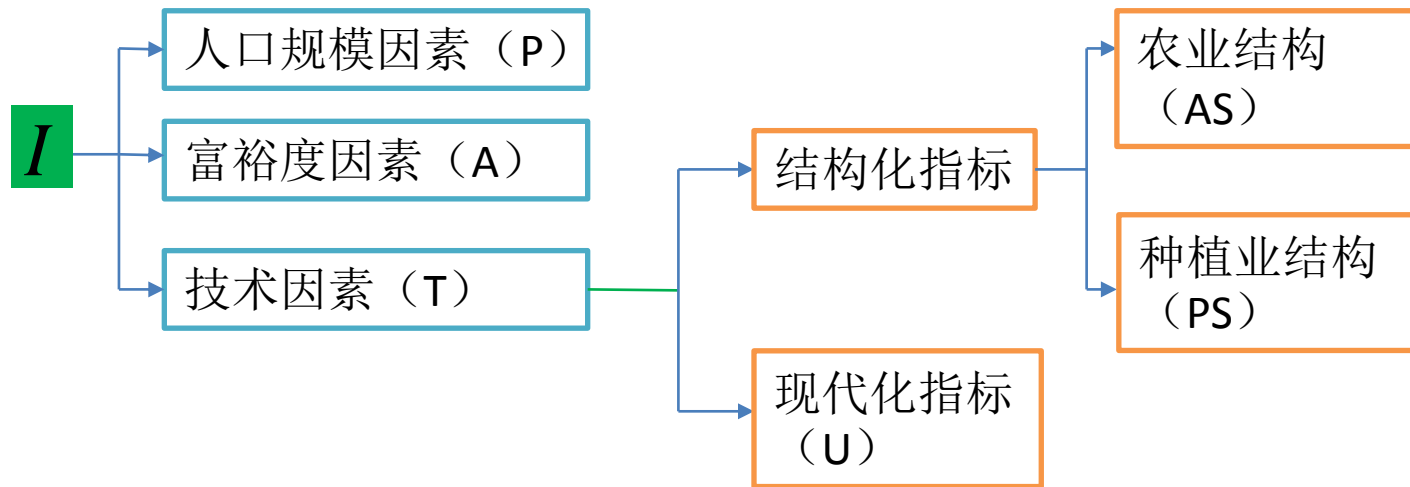 I
人口规模因素（P）
富裕度因素（A）
技术因素（T）
结构化指标
现代化指标
（U）
农业结构
（AS）
种植业结构
（PS）